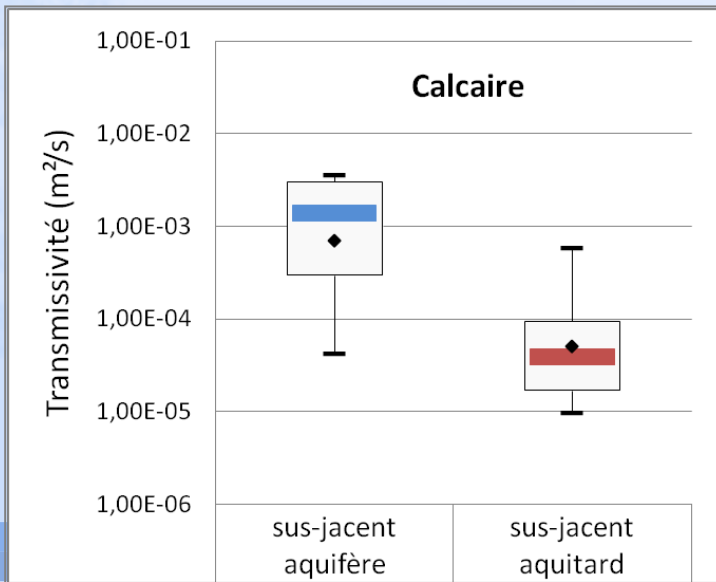 Calcaire
Transmissivité (m²/s)
1,00E-01
1,00E-02
1,00E-03
1,00E-04
1,00E-05
1,00E-06
sus-jacent
aquifère
sus-jacent
aquitard